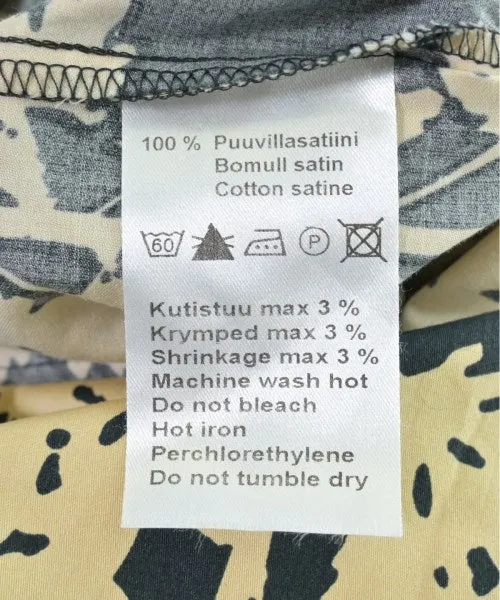 100 % Puuvillasatiini
Bomull satin
Cotton satine
60 P
Kutistuu max 3 %
Krymped max 3 %
Shrinkage max 3 %
Machine wash hot
Do not bleach
Hot iron
Perchlorethylene
Do not tumble dry